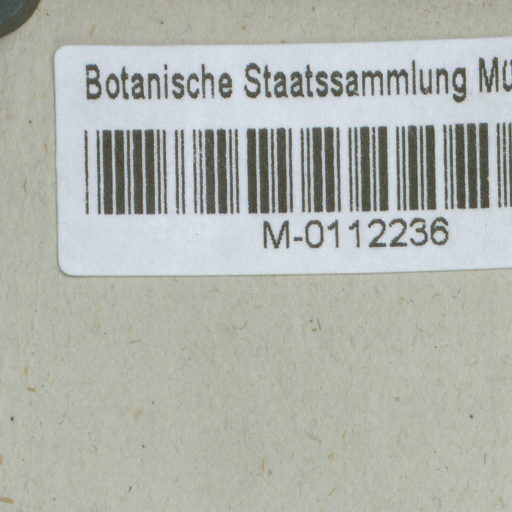 Botanische Staatssammlung Mü
M-0112236